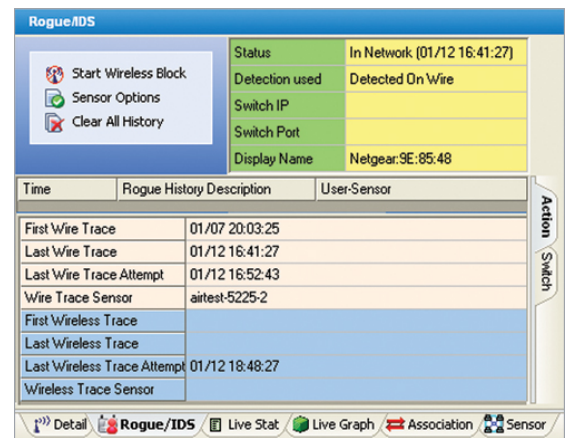 Rogue/IDS
Start Wireless Block
Sensor Options
Clear All History
Status In Network (01/12 16:41:27)
Detection used Detected On Wire
Switch IP
Switch Port
Display Name Netgear:9E:85:48
Time Rogue History Description User-Sensor
First Wire Trace 01/07 20:03:25
Last Wire Trace 01/12 16:41:27
Last Wire Trace Attempt 01/12 16:52:43
Wire Trace Sensor airtest-5225-2
First Wireless Trace
Last Wireless Trace
Last Wireless Trace Attempt 01/12 18:48:27
Wireless Trace Sensor
Action
Switch
Detail Rogue/IDS Live Stat Live Graph Association Sensor